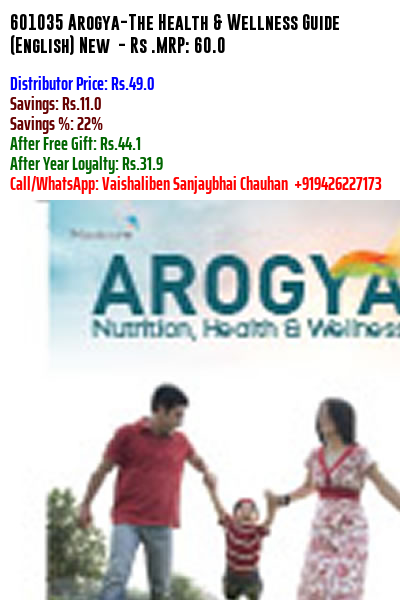 601035 Arogya-The Health & Wellness Guide
(English) New - Rs .MRP: 60.0
Distributor Price: Rs.49.0
Savings: Rs.11.0
Savings %: 22%
After Free Gift: Rs.44.1
After Year Loyalty: Rs.31.9
Call/WhatsApp: Vaishaliben Sanjaybhai Chauhan +919426227173
AROGYA
Nutrition, Health & Wellness